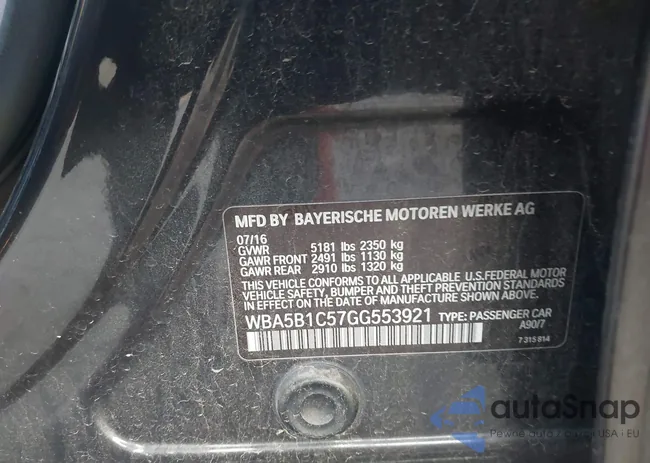 MFD BY BAYERISCHE MOTOREN WERKE AG
07/16
GVWR 5181 lbs 2350 kg
GAWR FRONT 2491 lbs 1130 kg
GAWR REAR 2910 lbs 1320 kg
THIS VEHICLE CONFORMS TO ALL APPLICABLE U.S.FEDERAL MOTOR
VEHICLE SAFETY, BUMPER, AND THEFT PREVENTION STANDARDS
IN EFFECT ON THE DATE OF MANUFACTURE SHOWN ABOVE.
WBA5B1C57GG553921 TYPE: PASSENGER CAR
A90/7
7 315 814
autoSnap
USA - EU